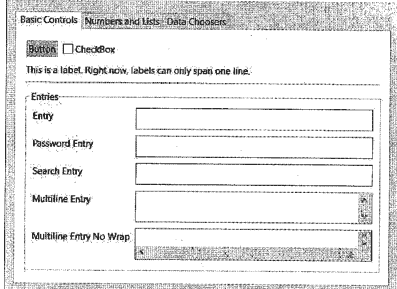 Basic Controls Numbers and Lists Data Choosers
Button CheckBox
This is a label. Right now, labels can only span one line.
Entries
Entry
Password Entry
Search Entry
Multiline Entry
Multiline Entry No Wrap